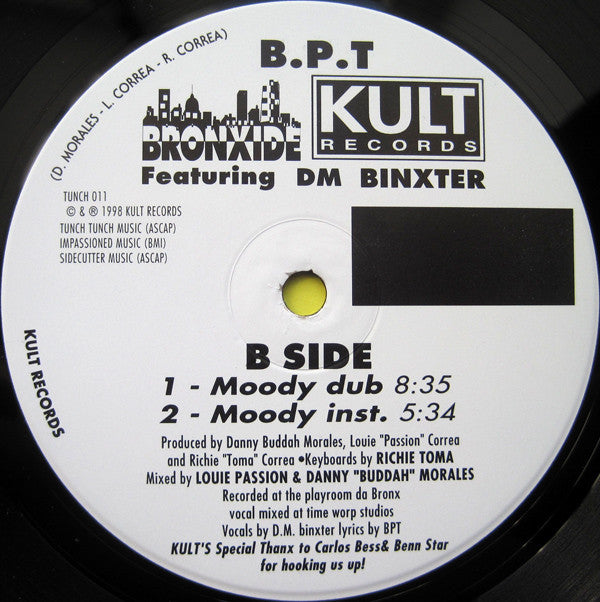 B.P.T
(D. MORALES - L. CORREA - R. CORREA)
BRONXIDE
KULT
RECORDS
Featuring DM BINXTER
TUNCH 011
© & ℗ 1998 KULT RECORDS
TUNCH TUNCH MUSIC (ASCAP)
IMPASSIONED MUSIC (BMI)
SIDECUTTER MUSIC (ASCAP)
KULT RECORDS
B SIDE
1 - Moody dub 8:35
2 - Moody inst. 5:34
Produced by Danny Buddah Morales, Louie "Passion" Correa
and Richie "Toma" Correa •Keyboards by RICHIE TOMA
Mixed by LOUIE PASSION & DANNY "BUDDAH" MORALES
Recorded at the playroom da Bronx
vocal mixed at time worp studios
Vocals by D.M. binxter lyrics by BPT
KULT'S Special Thanx to Carlos Bess& Benn Star
for hooking us up!